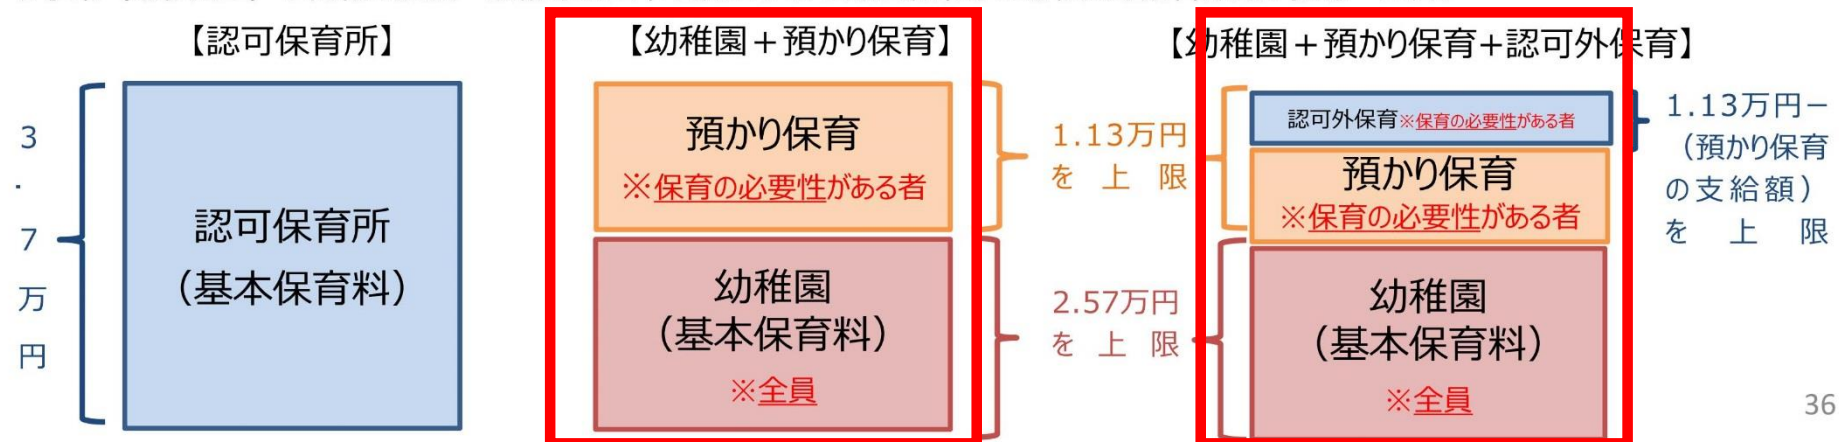 【認可保育所】
3.7万円
認可保育所
（基本保育料）
【幼稚園＋預かり保育】
預かり保育
※保育の必要性がある者
幼稚園
（基本保育料）
※全員
1.13万円
を上限
2.57万円
を上限
【幼稚園＋預かり保育＋認可外保育】
認可外保育※保育の必要性がある者
預かり保育
※保育の必要性がある者
幼稚園
（基本保育料）
※全員
1.13万円－
（預かり保育
の支給額）
を上限
36